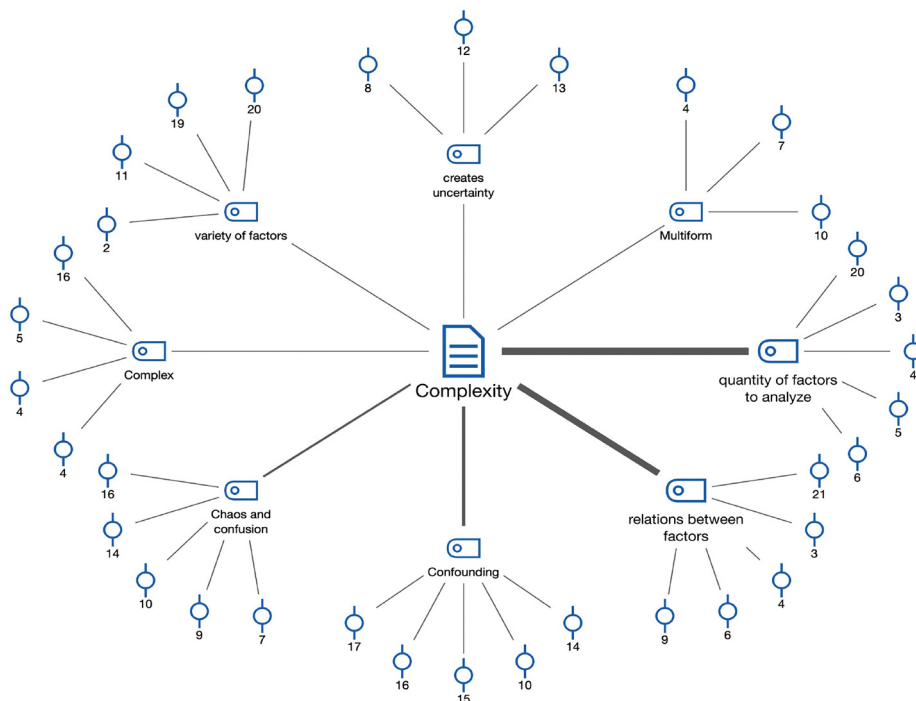 12
8
13
4
7
20
19
11
2
creates
uncertainty
variety of factors
Multiform
10
16
20
3
5
4
Complex
4
Complexity
quantity of factors
to analyze
4
5
6
16
14
10
9
7
Chaos and
confusion
Confounding
17
16
15
10
14
relations between
factors
21
3
4
6
9